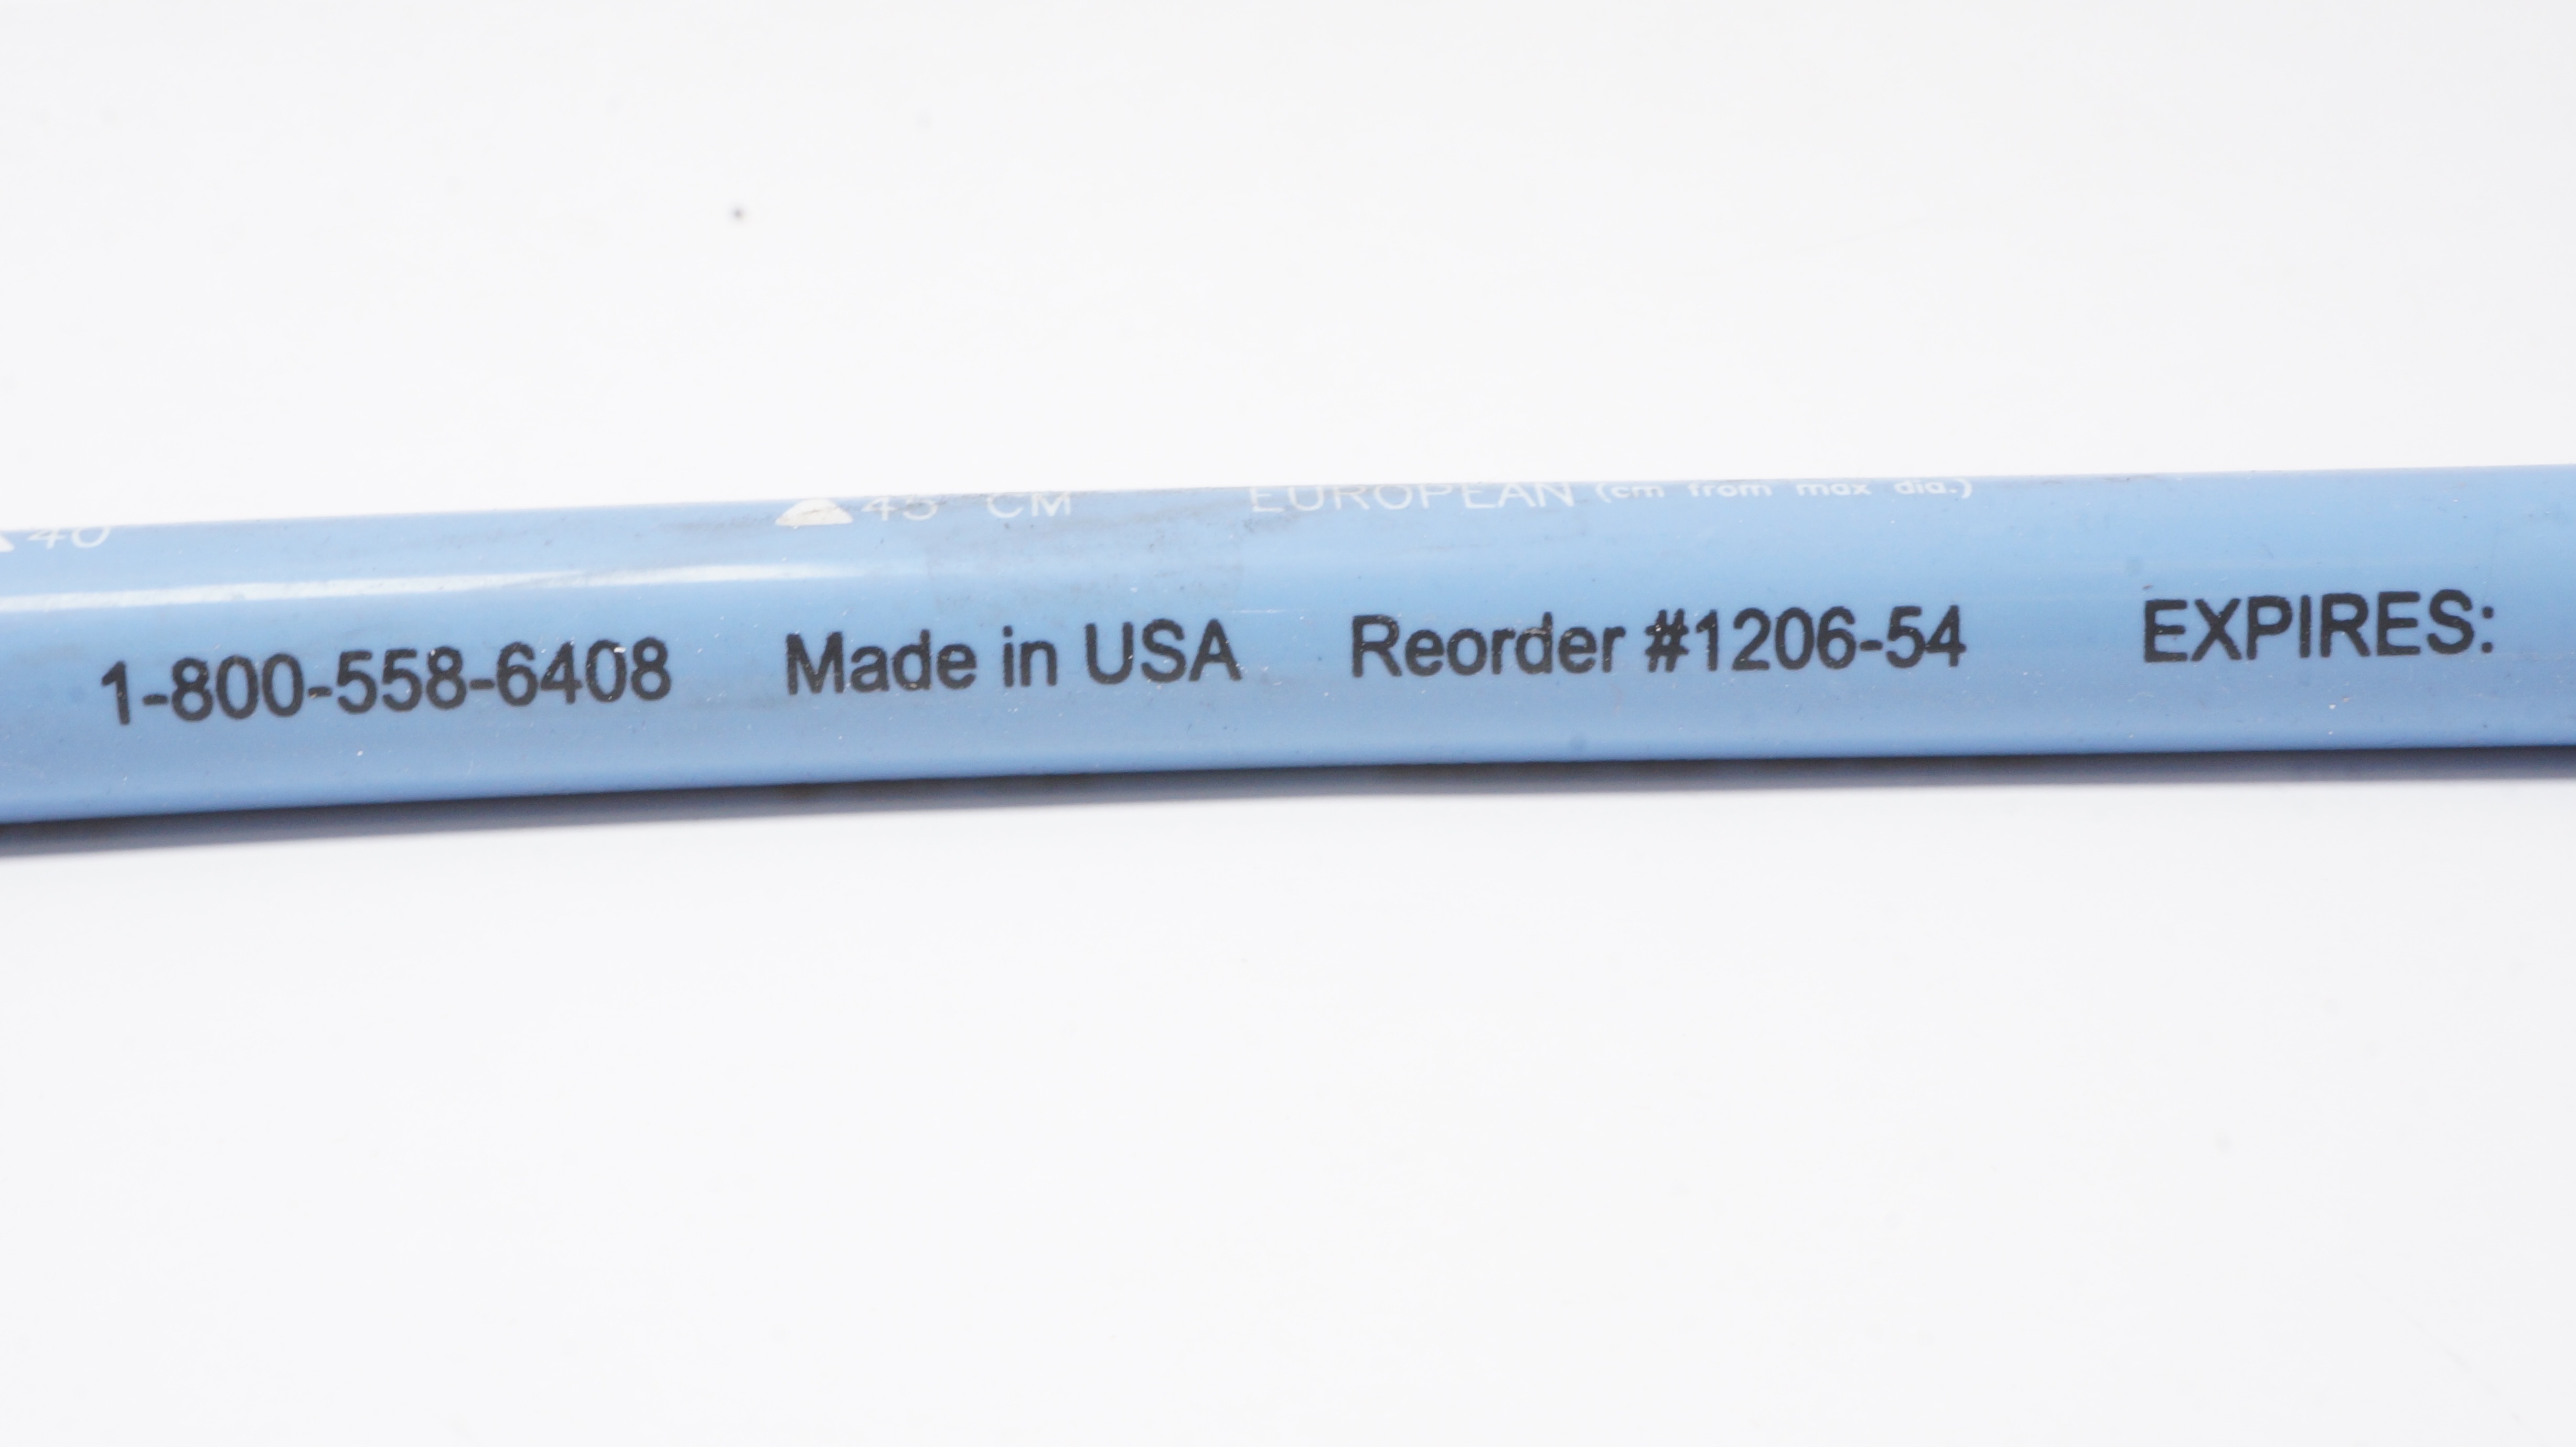 40 45 CM EUROPEAN (cm from max dia.)
1-800-558-6408 Made in USA Reorder #1206-54 EXPIRES: